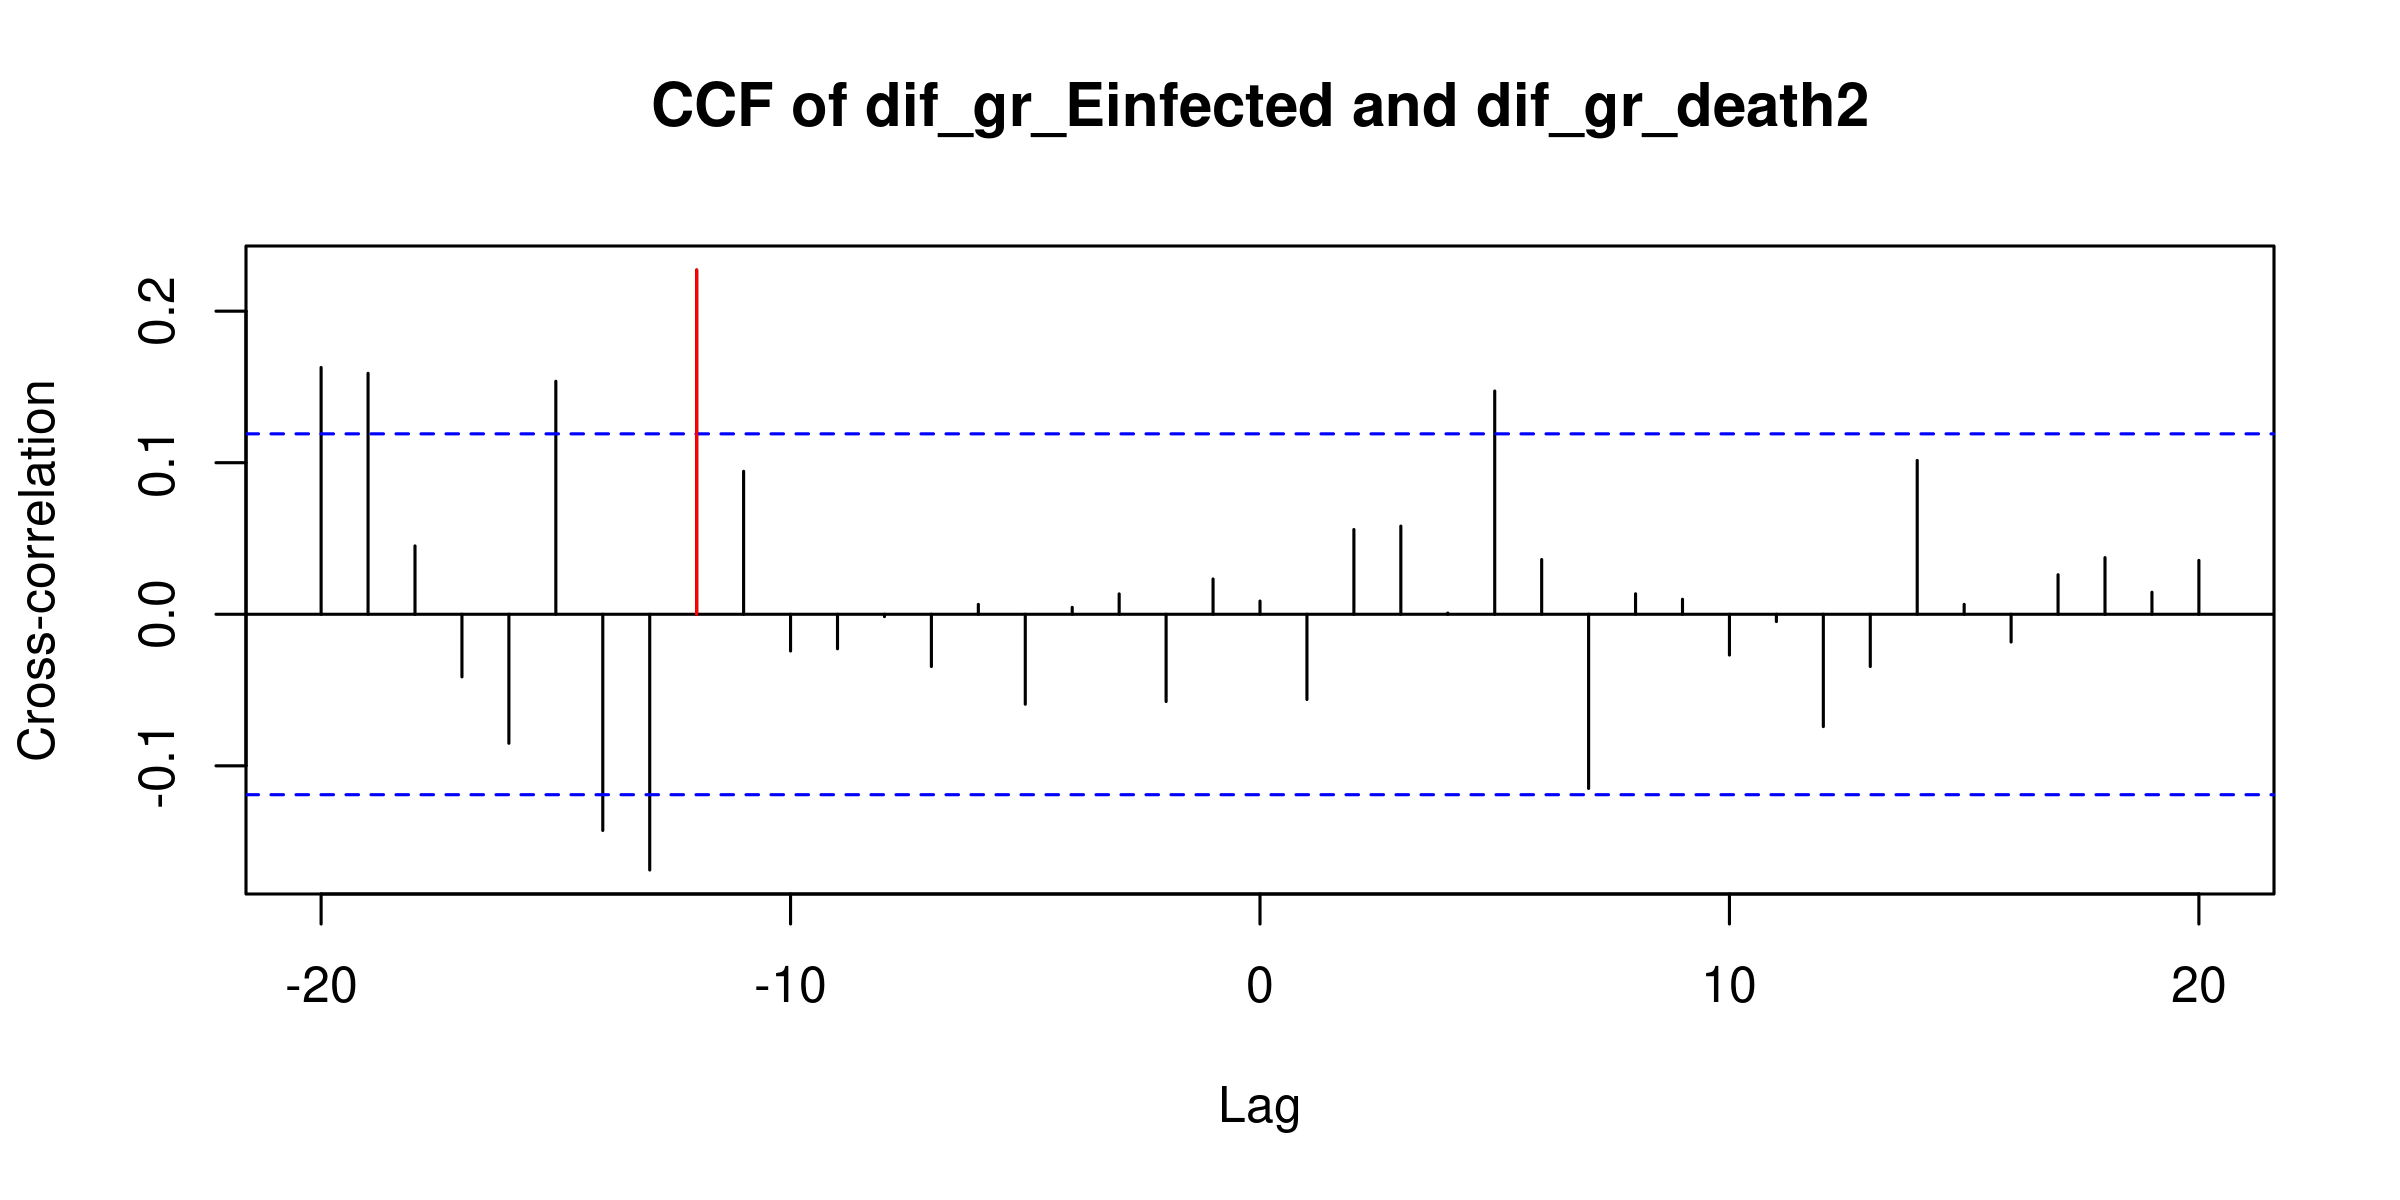 CCF of dif_gr_Einfected and dif_gr_death2
Cross-correlation
0.2
0.1
0.0
-0.1
-20 -10 0 10 20
Lag